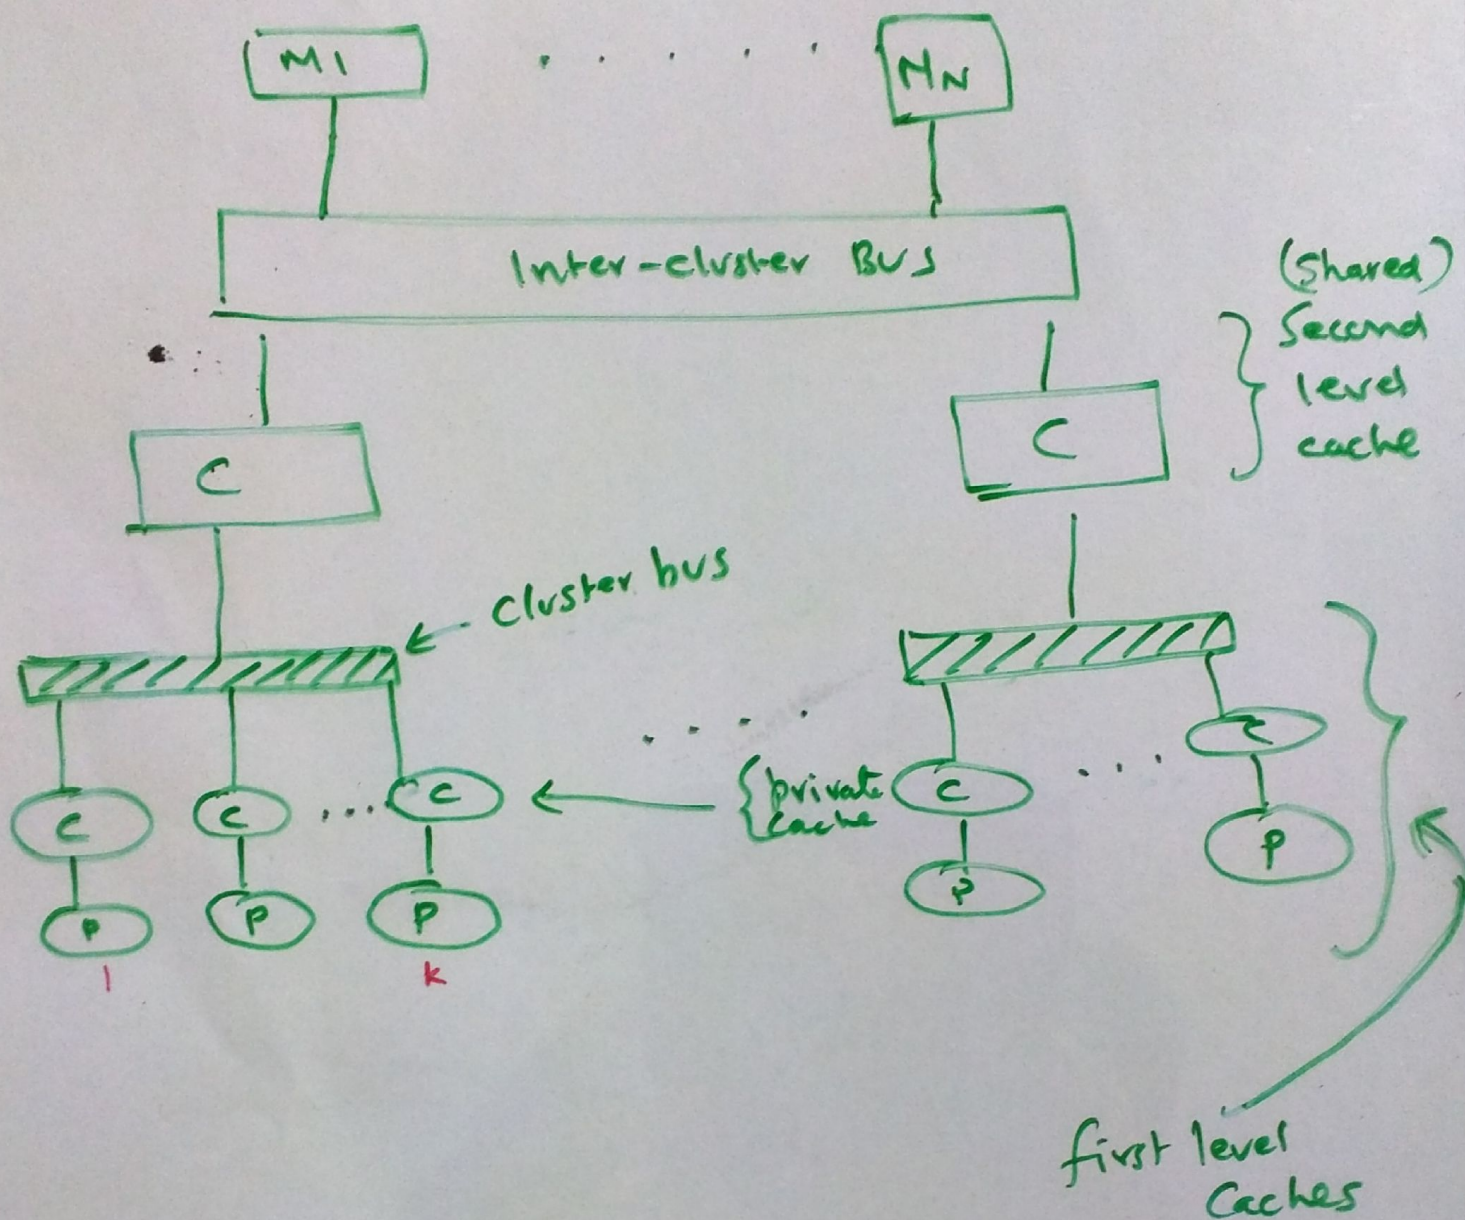 M1 . . . . . MN
Inter-cluster Bus
(Shared)
Second
level
cache
C
C
cluster bus
C
C
...
C
. . . .
private
cache
C
...
C
P
P
P
P
P
1
k
first level
Caches